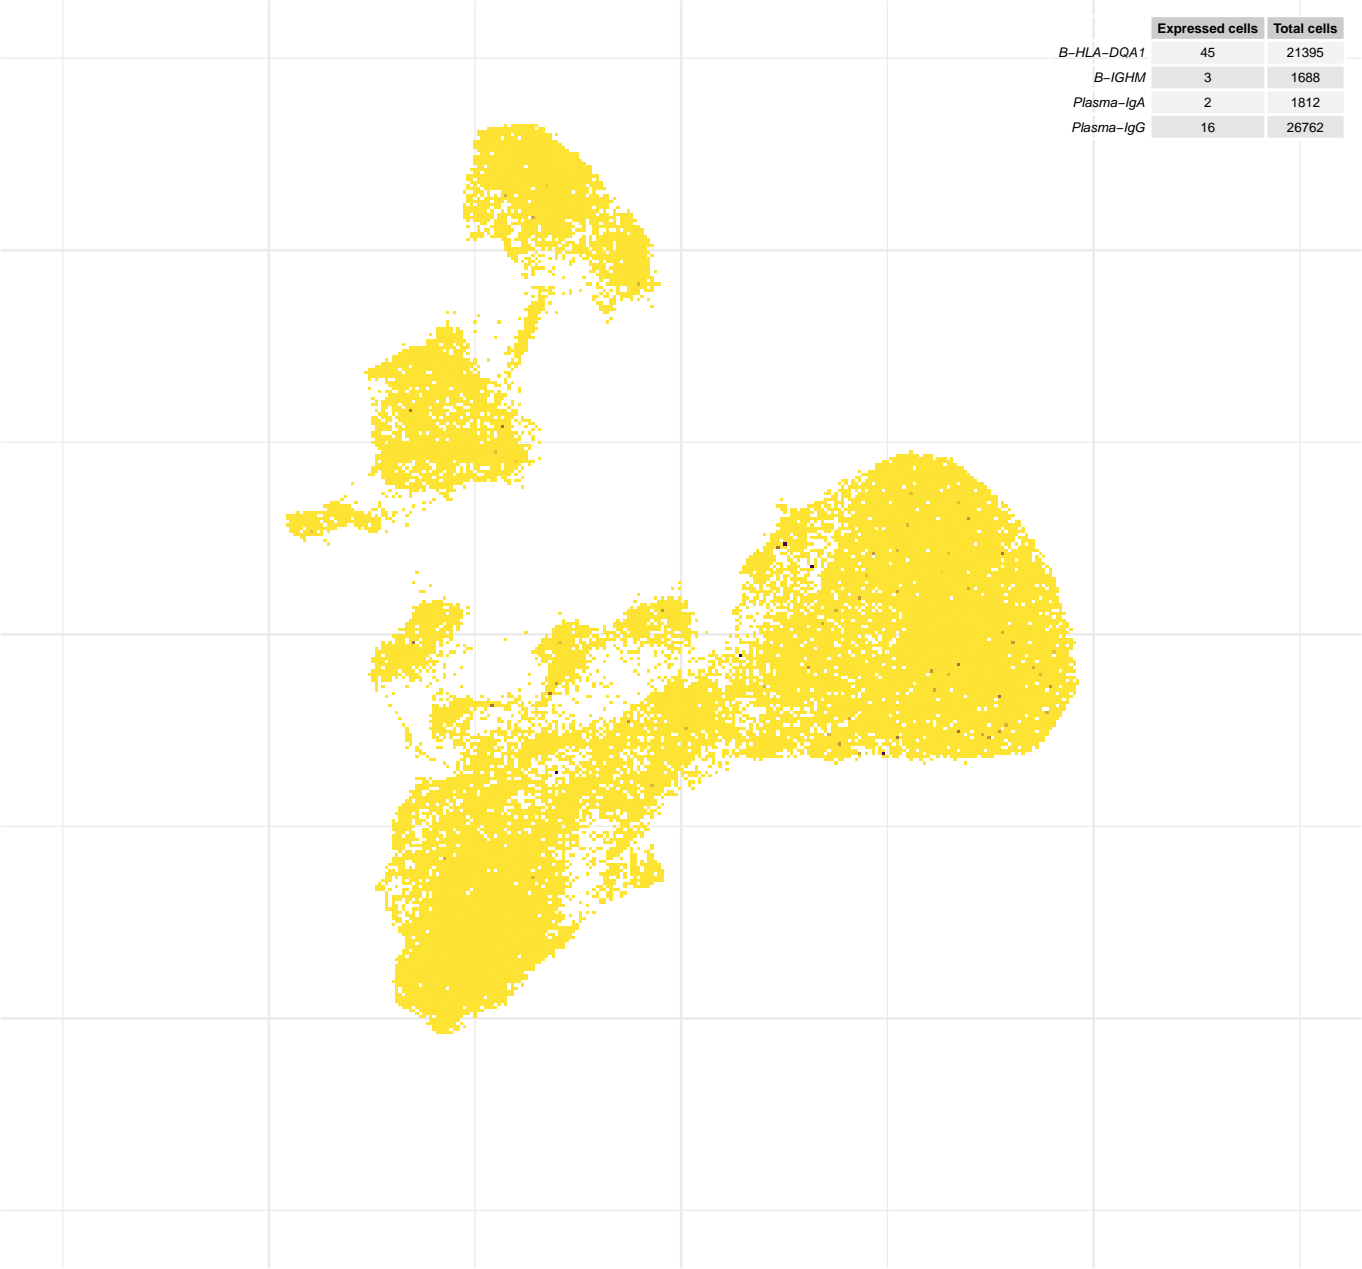 Expressed cells Total cells
B-HLA-DQA1 45 21395
B-IGHM 3 1688
Plasma-IgA 2 1812
Plasma-IgG 16 26762